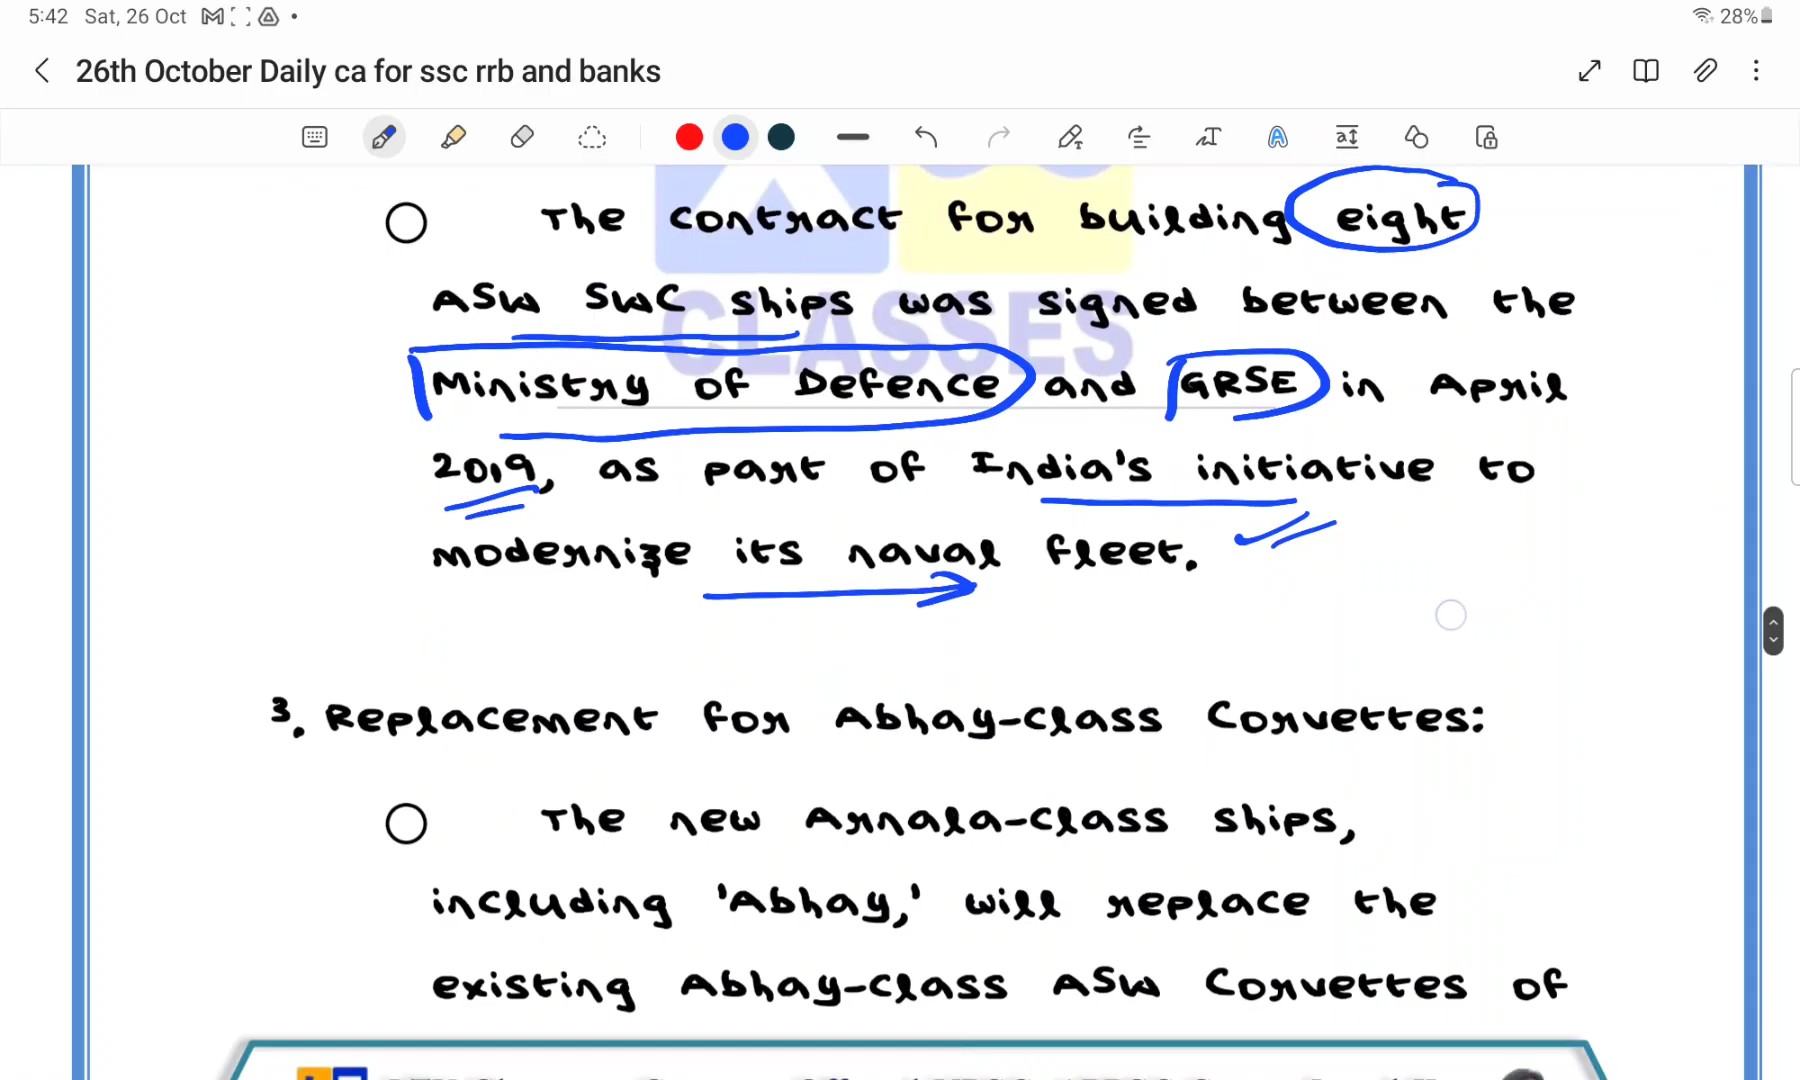 5:42 Sat, 26 Oct 28%
26th October Daily ca for ssc rrb and banks
The contract for building eight
ASW SWC ships was signed between the
CLASSES
Ministry of Defence and GRSE in April
2019, as part of India's initiative to
modernize its naval fleet.
3. Replacement for Abhay-class Corvettes:
The new Arnala-class ships,
including 'Abhay,' will replace the
existing Abhay-class ASW Corvettes of